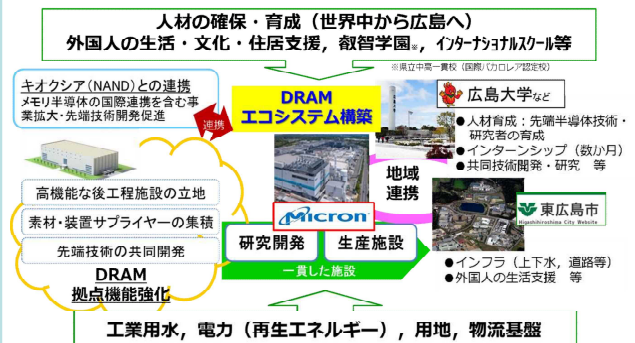 人材の確保・育成（世界中から広島へ）
外国人の生活・文化・住居支援，叡智学園※，インターナショナルスクール等
※県立中高一貫校（国際バカロレア認定校）
キオクシア（NAND）との連携
メモリ半導体の国際連携を含む事
業拡大・先端技術開発促進
連携
DRAM
エコシステム構築
広島大学など
●人材育成：先端半導体技術・
研究者の育成
●インターンシップ（数か月）
●共同技術開発・研究　等
地域
連携
高機能な後工程施設の立地
素材・装置サプライヤーの集積
先端技術の共同開発
DRAM
拠点機能強化
Micron
研究開発
生産施設
一貫した施設
東広島市
Higashihiroshima City Website
●インフラ（上下水，道路等）
●外国人の生活支援　等
工業用水，電力（再生エネルギー），用地，物流基盤